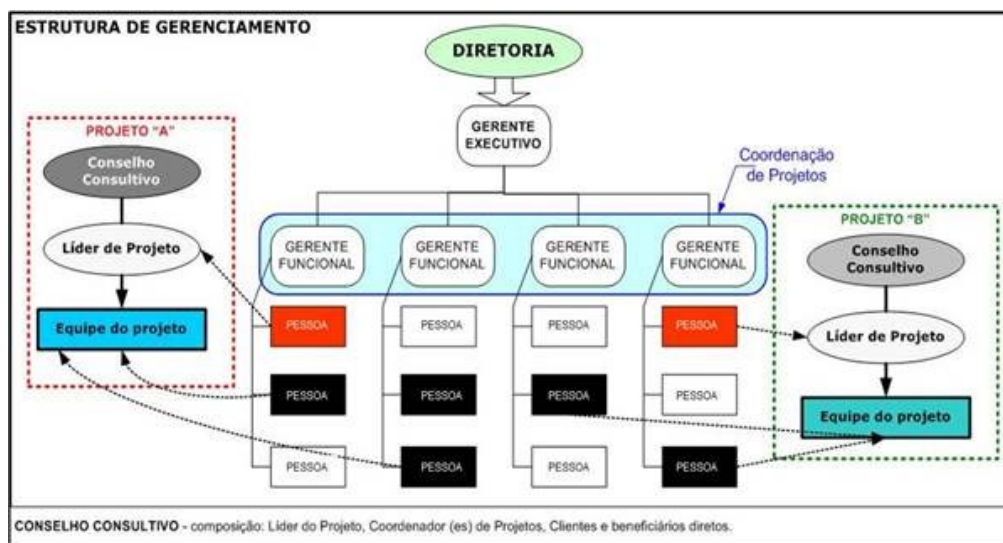 ESTRUTURA DE GERENCIAMENTO
DIRETORIA
GERENTE
EXECUTIVO
Coordenação
de Projetos
PROJETO "A"
Conselho
Consultivo
Líder de Projeto
Equipe do projeto
GERENTE
FUNCIONAL
GERENTE
FUNCIONAL
GERENTE
FUNCIONAL
GERENTE
FUNCIONAL
PESSOA
PESSOA
PESSOA
PESSOA
PESSOA
PESSOA
PESSOA
PESSOA
PESSOA
PESSOA
PESSOA
PESSOA
PROJETO "B"
Conselho
Consultivo
Líder de Projeto
Equipe do projeto
CONSELHO CONSULTIVO - composição: Líder do Projeto, Coordenador (es) de Projetos, Clientes e beneficiários diretos.